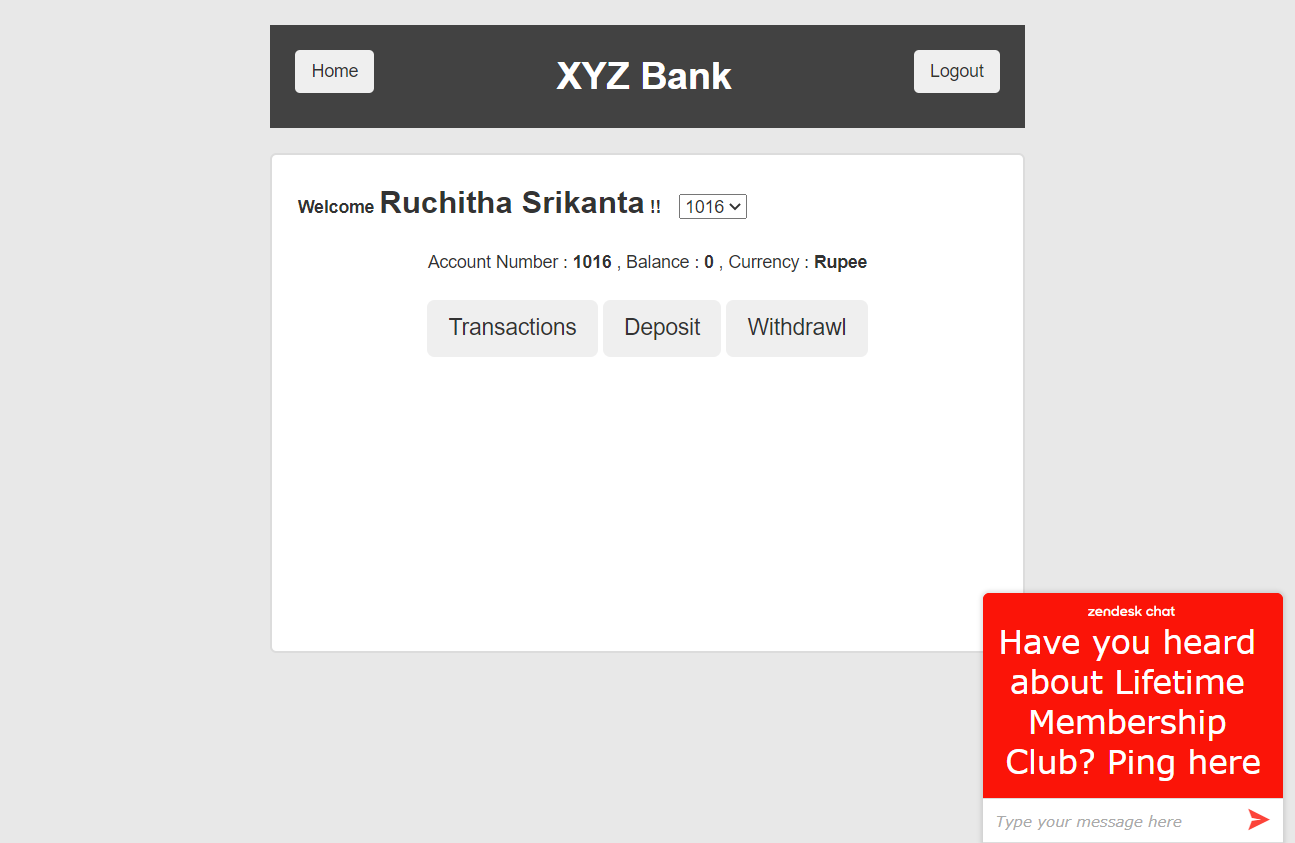 Home
XYZ Bank
Logout
Welcome Ruchitha Srikanta !! 1016
Account Number : 1016 , Balance : 0 , Currency : Rupee
Transactions
Deposit
Withdrawl
zendesk chat
Have you heard
about Lifetime
Membership
Club? Ping here
Type your message here